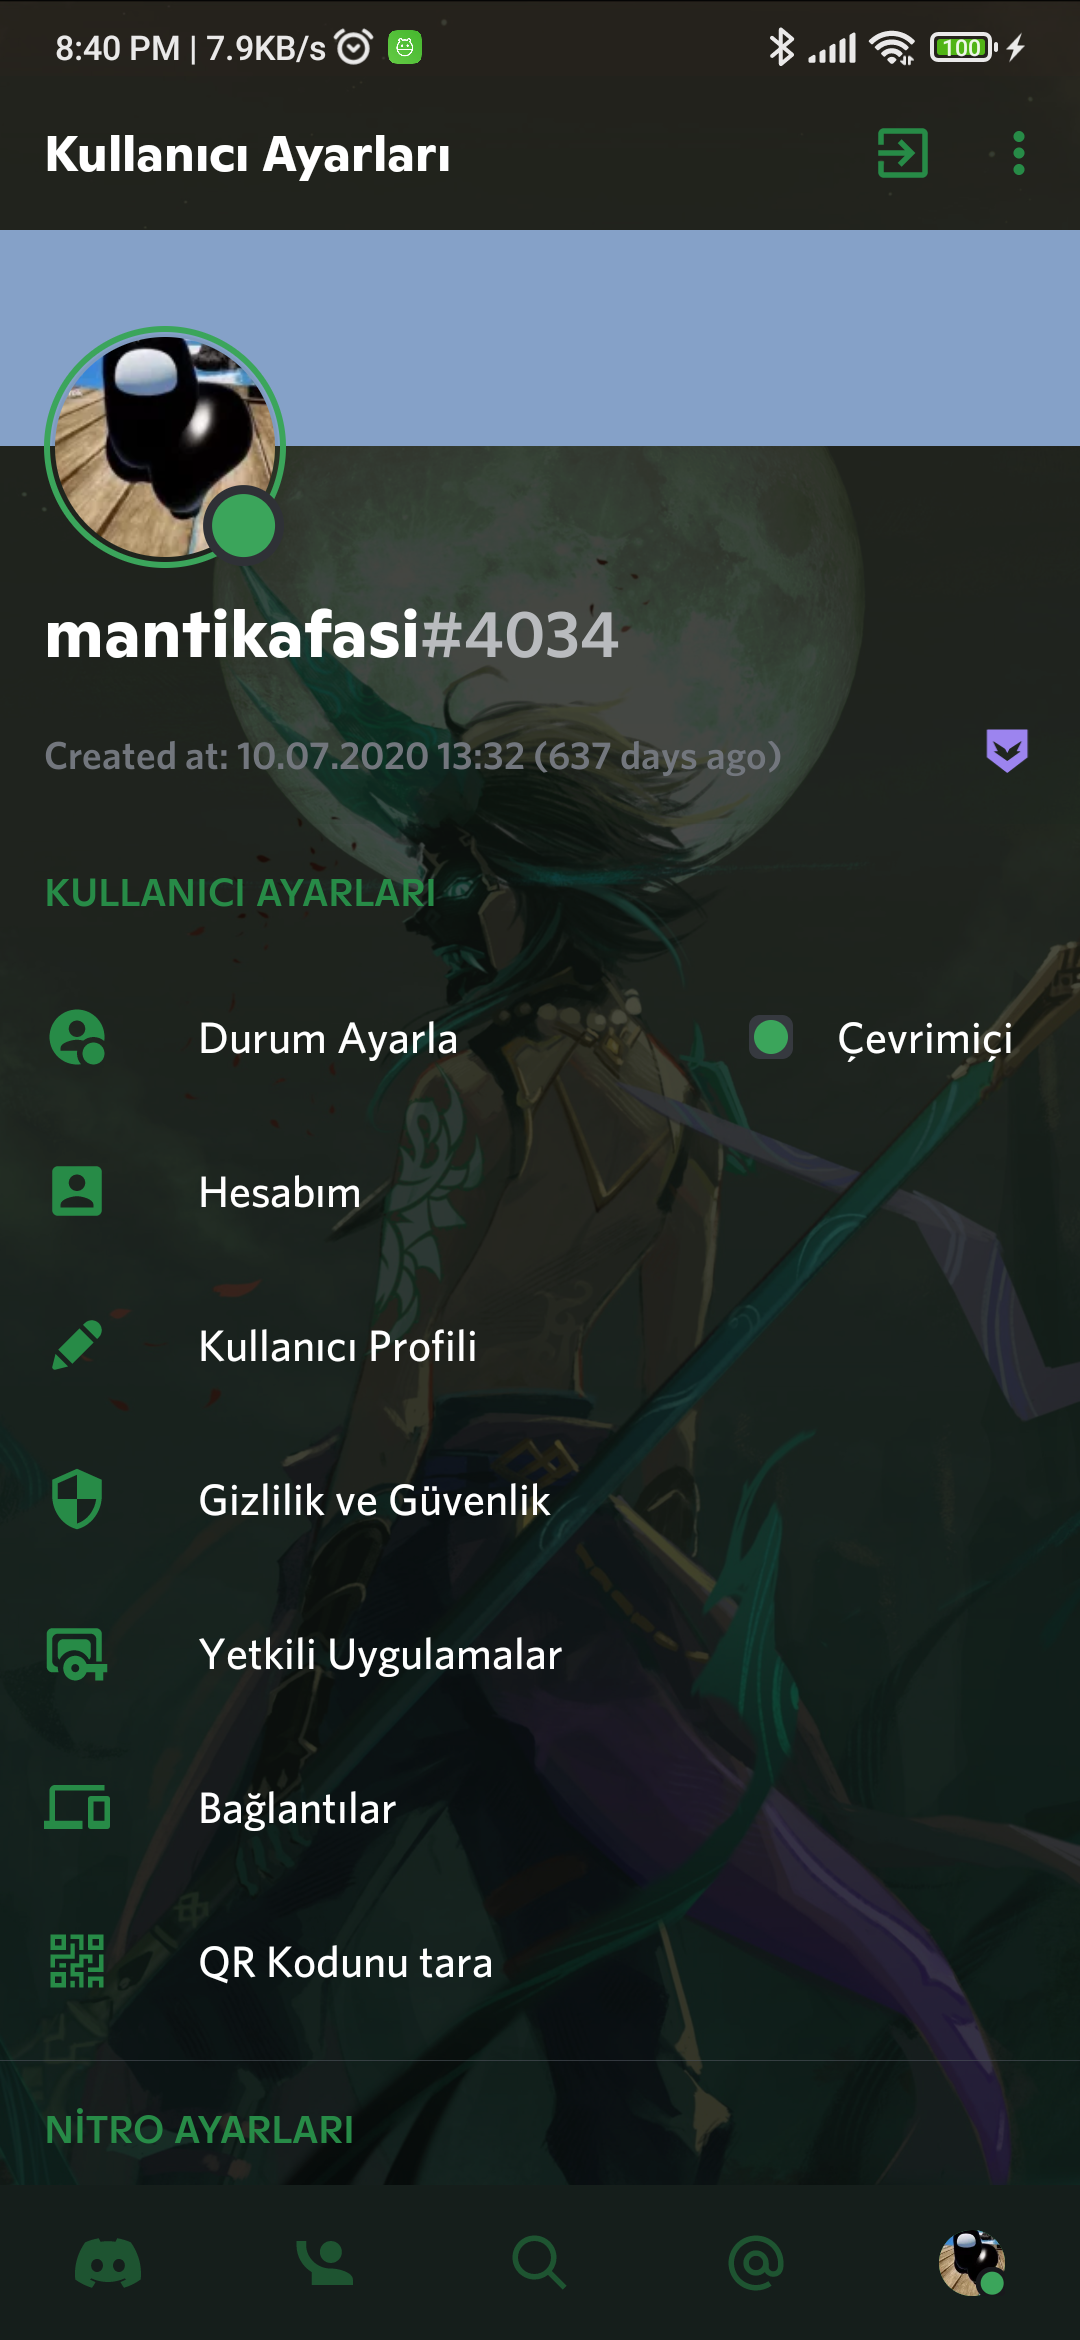 8:40 PM | 7.9KB/s
100
Kullanıcı Ayarları
mantikafasi#4034
Created at: 10.07.2020 13:32 (637 days ago)
KULLANICI AYARLARI
Durum Ayarla
Çevrimiçi
Hesabım
Kullanıcı Profili
Gizlilik ve Güvenlik
Yetkili Uygulamalar
Bağlantılar
QR Kodunu tara
NİTRO AYARLARI